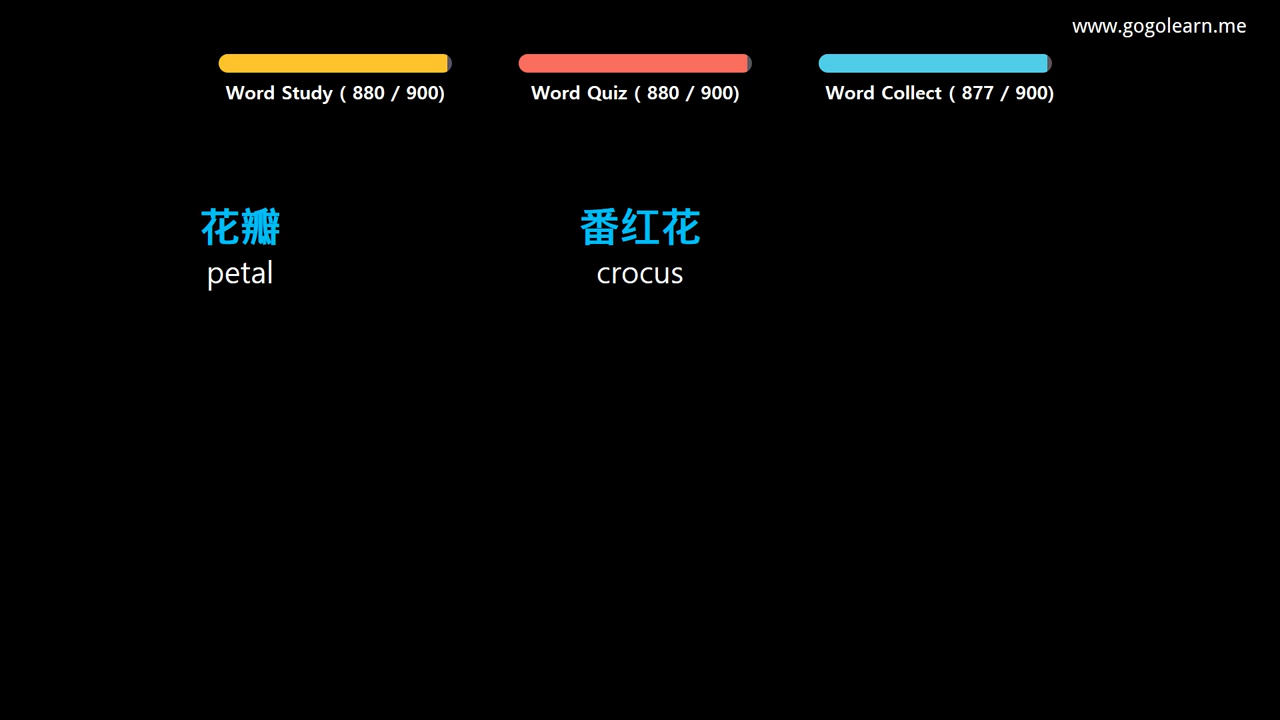 www.gogolearn.me
Word Study ( 880 / 900)
Word Quiz ( 880 / 900)
Word Collect ( 877 / 900)
花瓣
petal
番红花
crocus